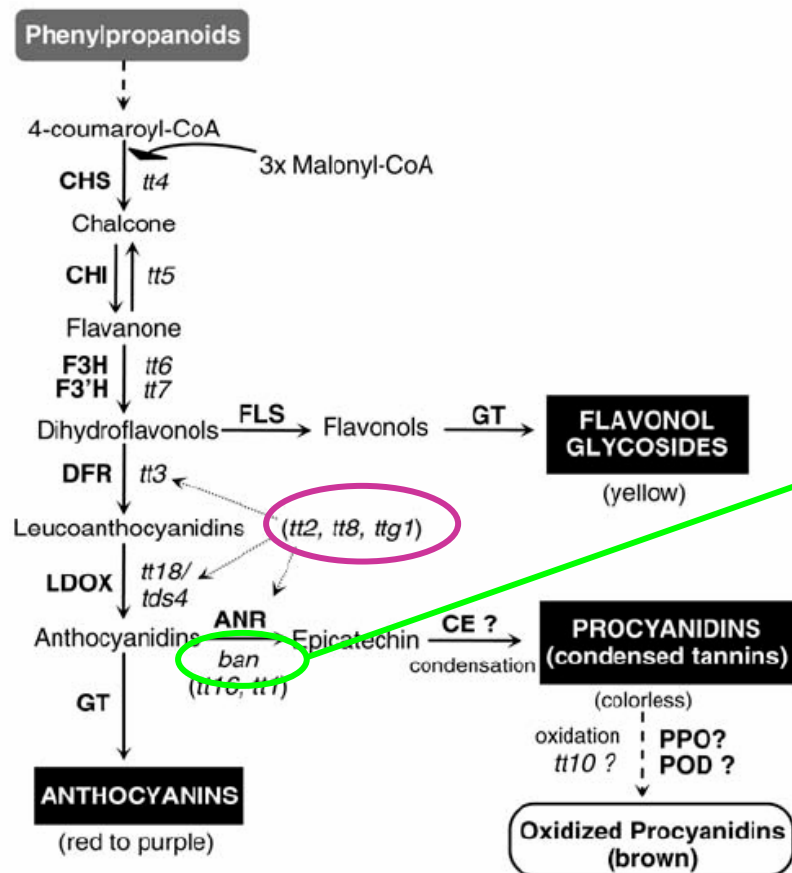 Phenylpropanoids
4-coumaroyl-CoA
3x Malonyl-CoA
CHS tt4
Chalcone
CHI tt5
Flavanone
F3H tt6
F3'H tt7
Dihydroflavonols FLS Flavonols GT FLAVONOL
GLYCOSIDES
(yellow)
DFR tt3
Leucoanthocyanidins (tt2, tt8, ttg1)
LDOX tt18/
tds4
Anthocyanidins ANR Epicatechin CE ? PROCYANIDINS
(condensed tannins)
ban condensation
(tt16, tt1)
(colorless)
GT
oxidation PPO?
tt10 ? POD ?
ANTHOCYANINS
(red to purple)
Oxidized Procyanidins
(brown)